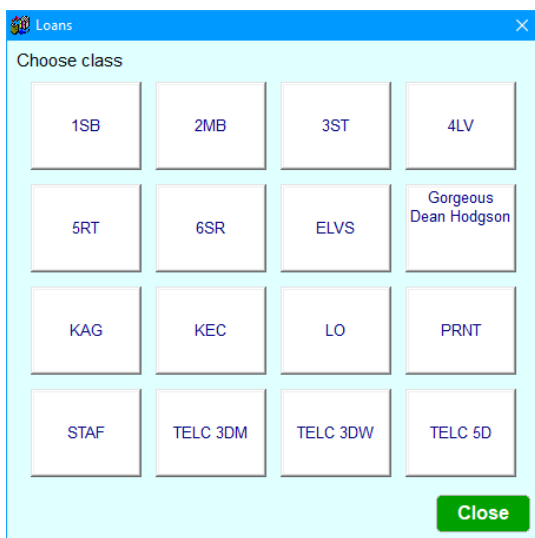 Loans
Choose class
1SB
2MB
3ST
4LV
5RT
6SR
ELVS
Gorgeous
Dean Hodgson
KAG
KEC
LO
PRNT
STAF
TELC 3DM
TELC 3DW
TELC 5D
Close